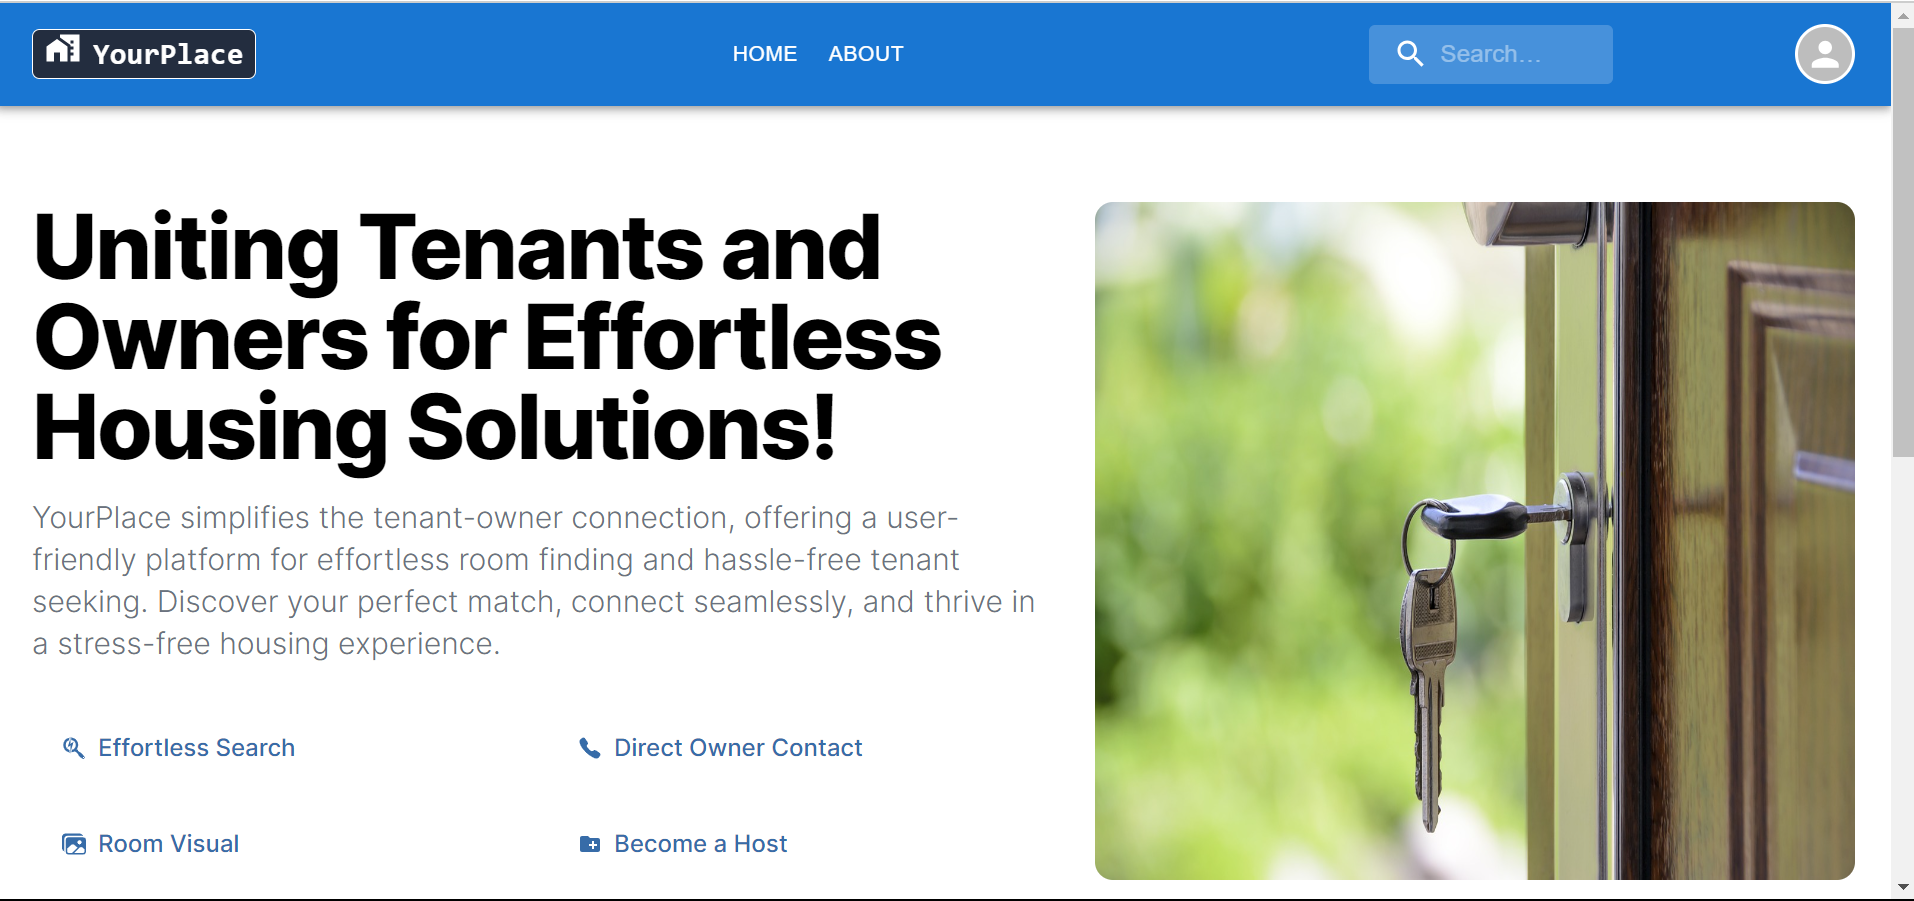 YourPlace
HOME ABOUT
Search...
Uniting Tenants and
Owners for Effortless
Housing Solutions!
YourPlace simplifies the tenant-owner connection, offering a user-
friendly platform for effortless room finding and hassle-free tenant
seeking. Discover your perfect match, connect seamlessly, and thrive in
a stress-free housing experience.
Effortless Search
Direct Owner Contact
Room Visual
Become a Host